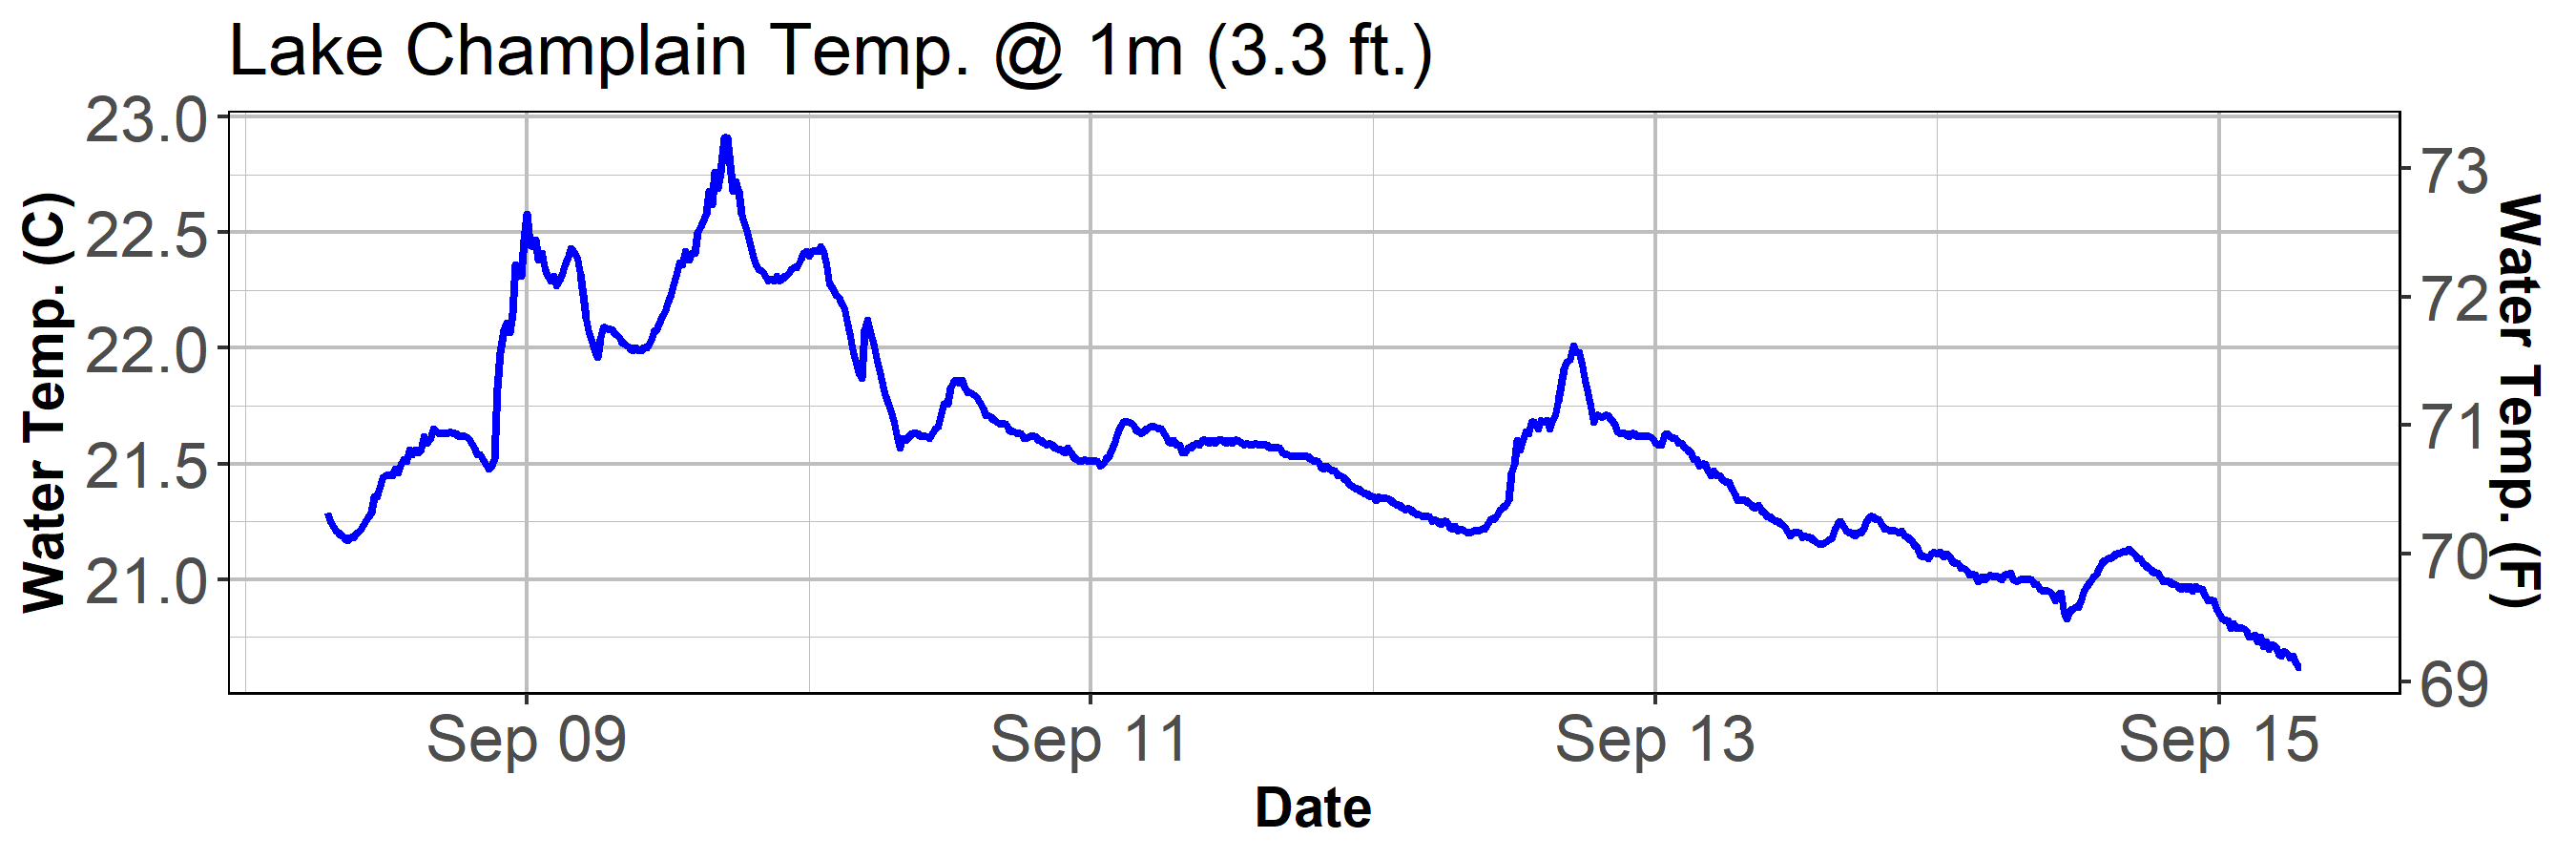 Lake Champlain Temp. @ 1m (3.3 ft.)
Water Temp. (C)
23.0
22.5
22.0
21.5
21.0
73
72
71
70
69
Water Temp. (F)
Sep 09
Sep 11
Sep 13
Sep 15
Date